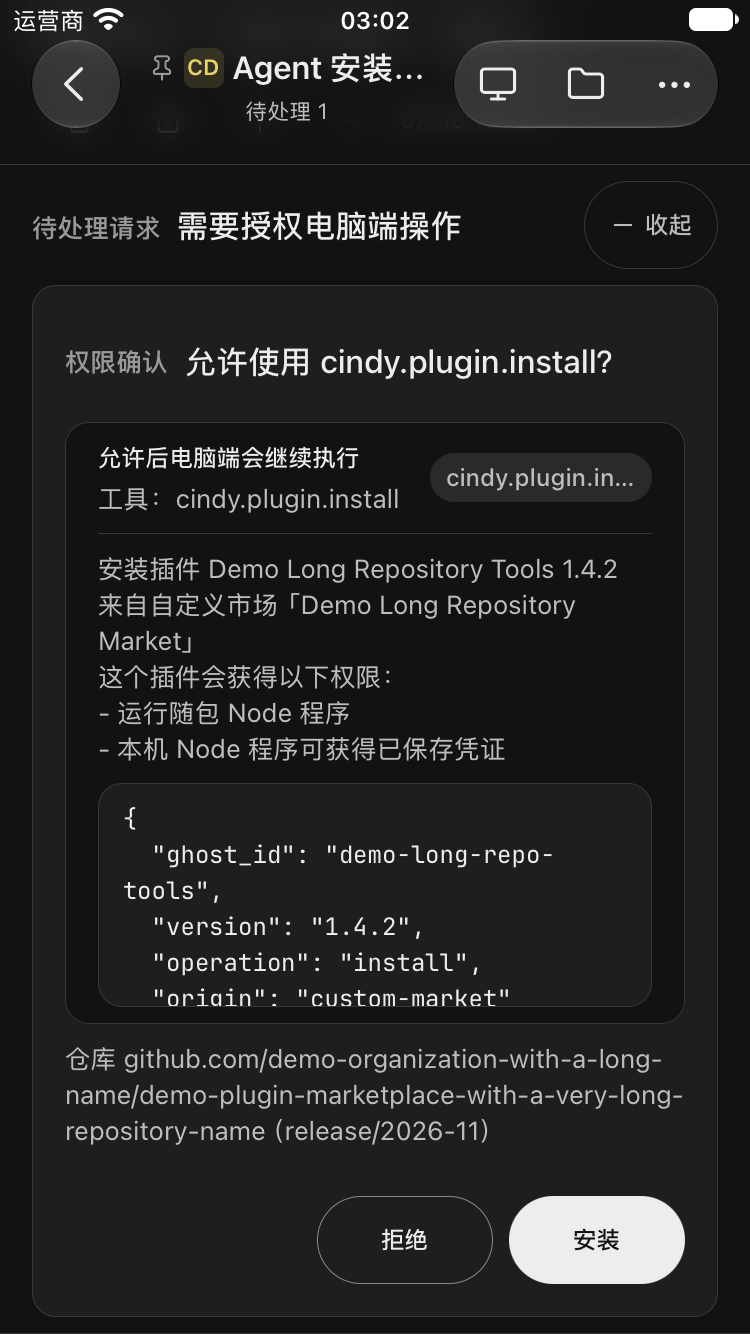 运营商
03:02
CD Agent 安装...
待处理 1
待处理请求 需要授权电脑端操作
收起
权限确认 允许使用 cindy.plugin.install?
允许后电脑端会继续执行
工具：cindy.plugin.install
cindy.plugin.in...
安装插件 Demo Long Repository Tools 1.4.2
来自自定义市场「Demo Long Repository
Market」
这个插件会获得以下权限：
- 运行随包 Node 程序
- 本机 Node 程序可获得已保存凭证
{
"ghost_id": "demo-long-repo-
tools",
"version": "1.4.2",
"operation": "install",
"origin": "custom-market"
仓库 github.com/demo-organization-with-a-long-
name/demo-plugin-marketplace-with-a-very-long-
repository-name (release/2026-11)
拒绝
安装